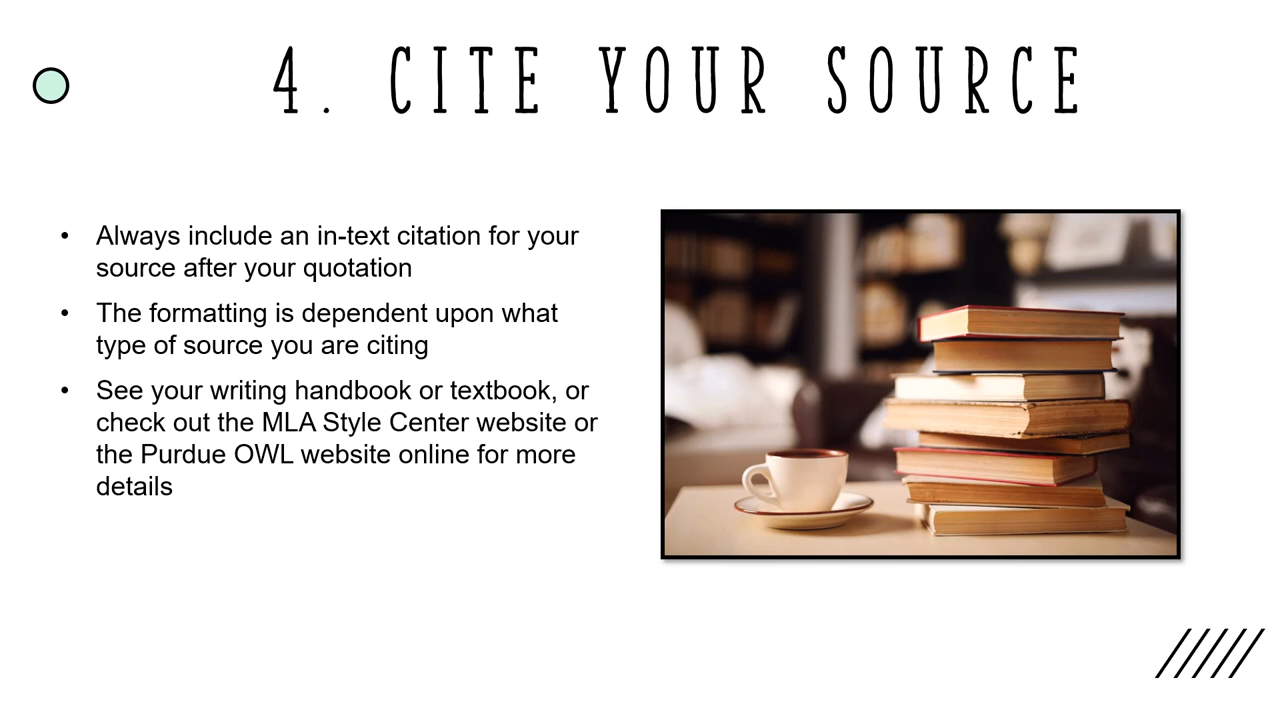 4. CITE YOUR SOURCE
• Always include an in-text citation for your
source after your quotation
• The formatting is dependent upon what
type of source you are citing
• See your writing handbook or textbook, or
check out the MLA Style Center website or
the Purdue OWL website online for more
details